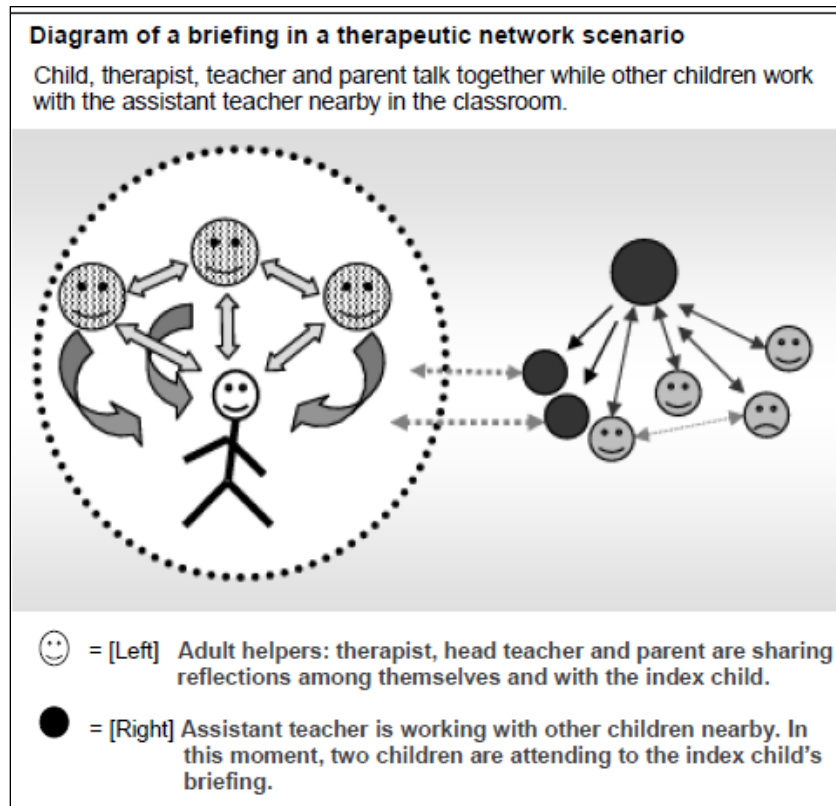 Diagram of a briefing in a therapeutic network scenario
Child, therapist, teacher and parent talk together while other children work
with the assistant teacher nearby in the classroom.
= [Left] Adult helpers: therapist, head teacher and parent are sharing
reflections among themselves and with the index child.
= [Right] Assistant teacher is working with other children nearby. In
this moment, two children are attending to the index child's
briefing.